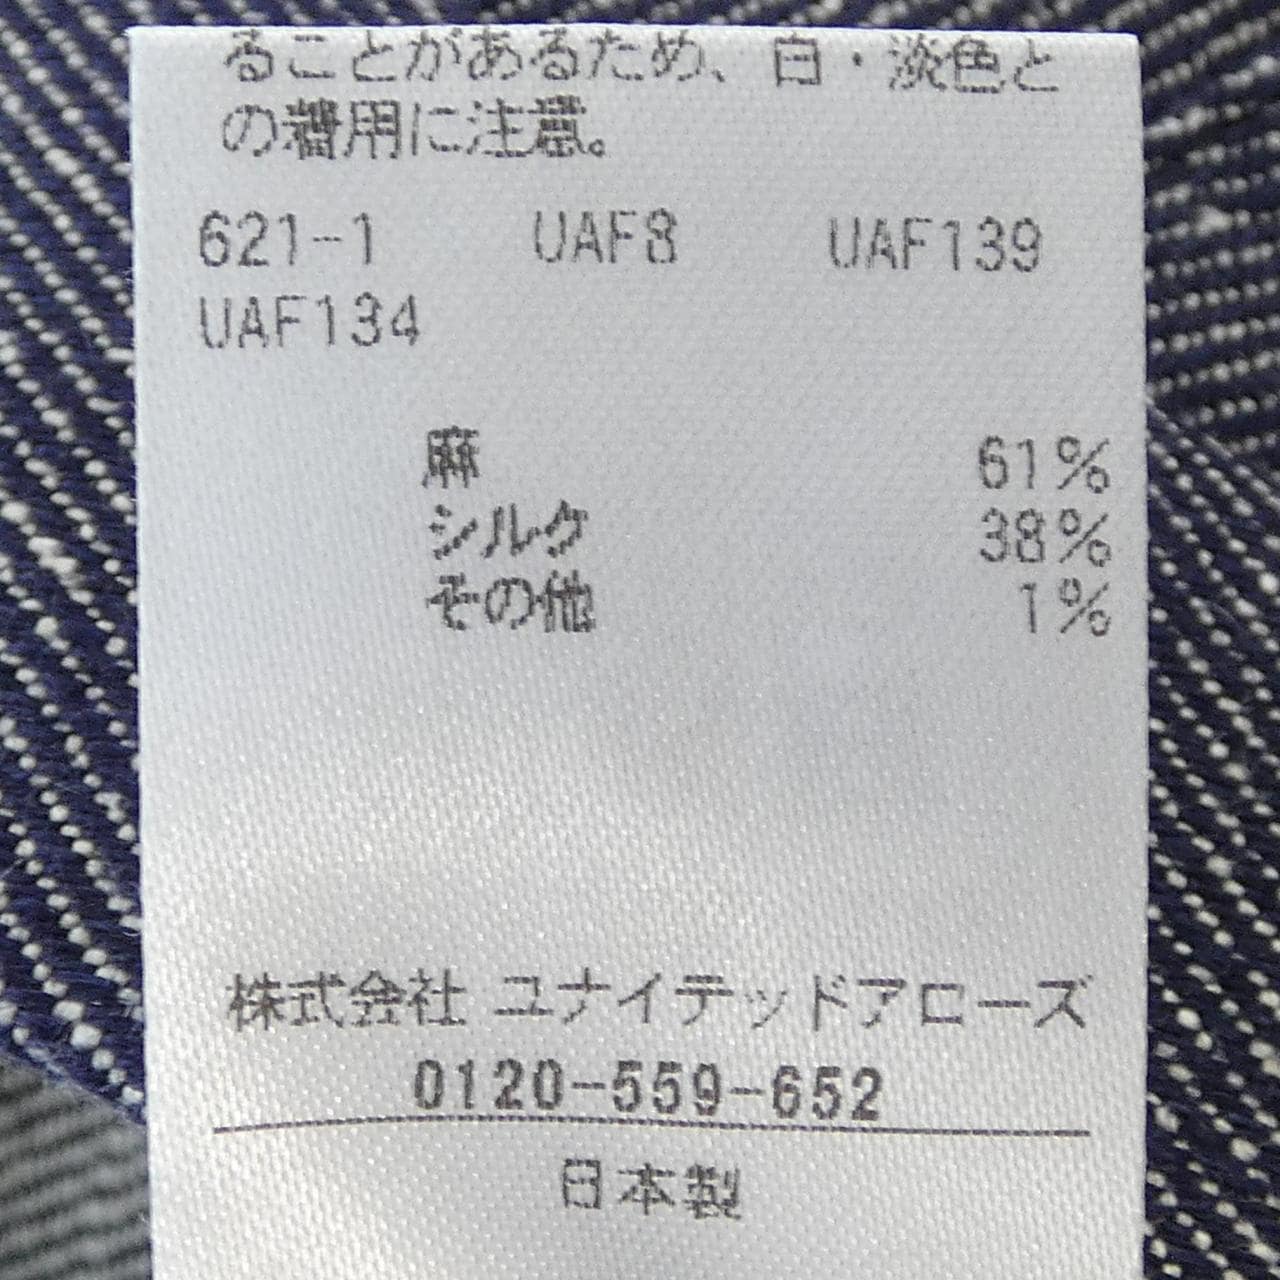 ることがあるため、白・淡色と
の着用に注意。
621-1 UAF8 UAF139
UAF134
麻 61%
シルク 38%
その他 1%
株式会社 ユナイテッドアローズ
0120-559-652
日本製